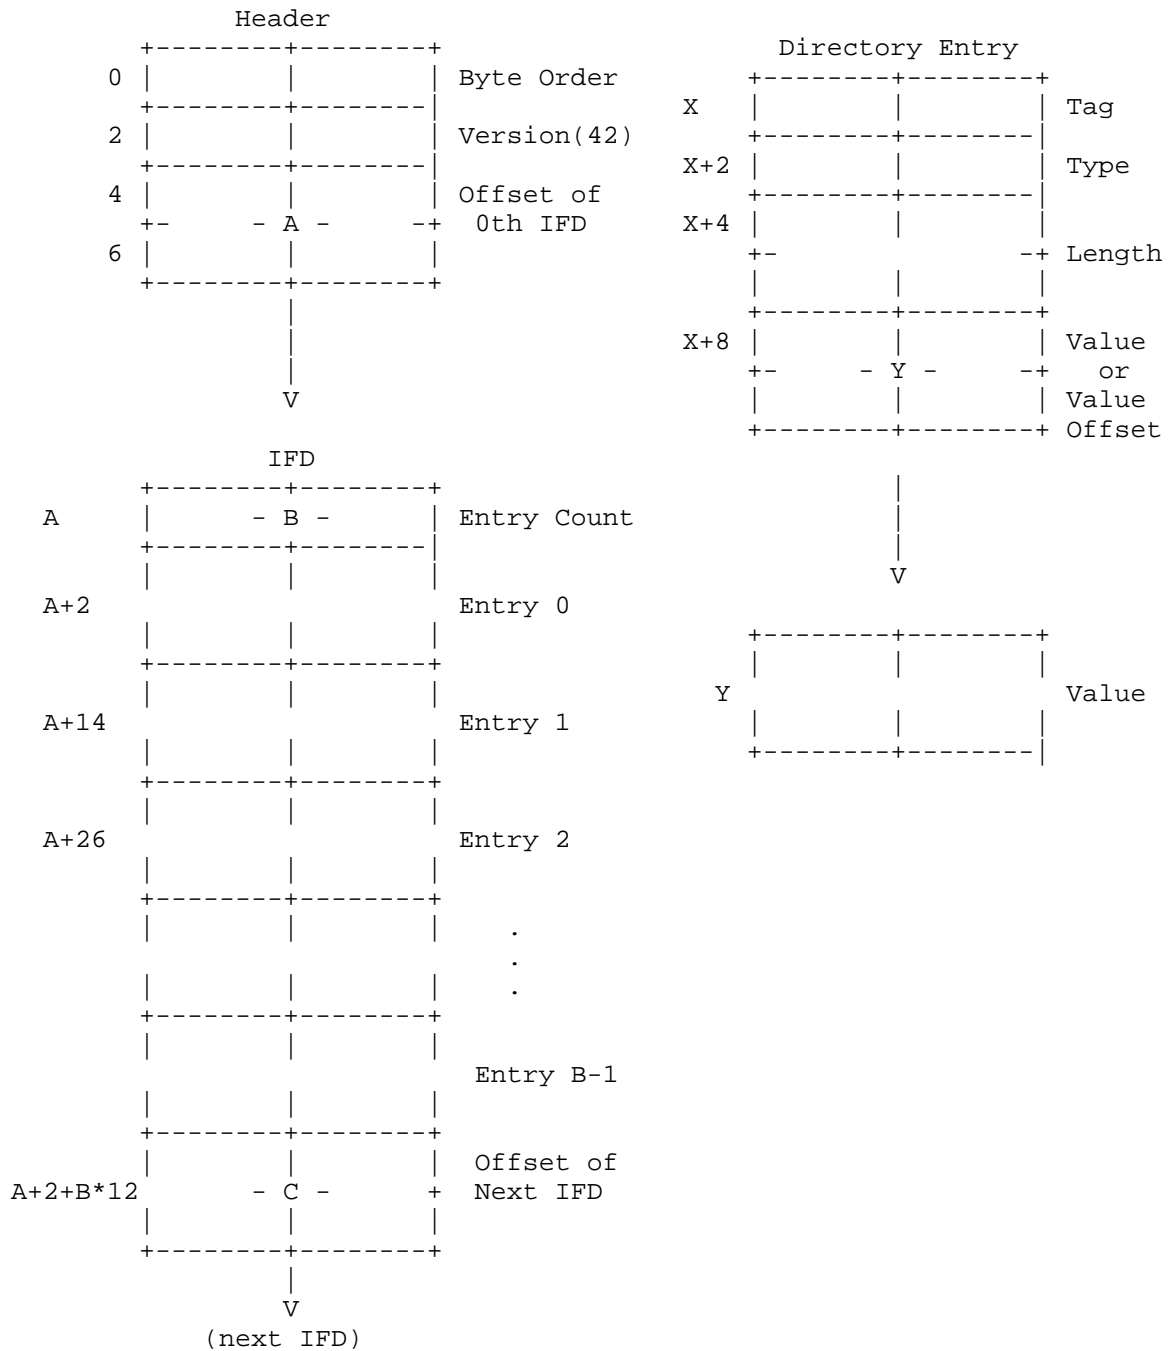 Header
0 Byte Order
2 Version(42)
4 Offset of
A 0th IFD
6
V
IFD
A B Entry Count
A+2 Entry 0
A+14 Entry 1
A+26 Entry 2
.
.
.
Entry B-1
Offset of
A+2+B*12 C Next IFD
V
(next IFD)
Directory Entry
X Tag
X+2 Type
X+4
Length
X+8 Value
Y or
Value
Offset
V
Y Value